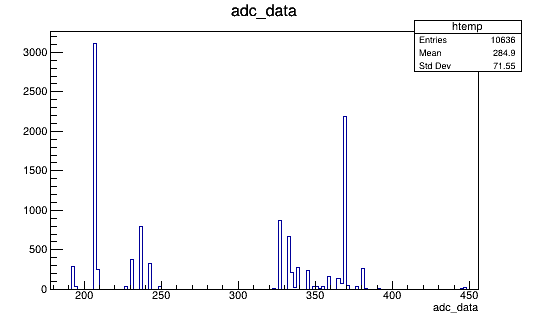 adc_data
htemp
Entries 10636
Mean 284.9
Std Dev 71.55
3000
2500
2000
1500
1000
500
0
200 250 300 350 400 450
adc_data